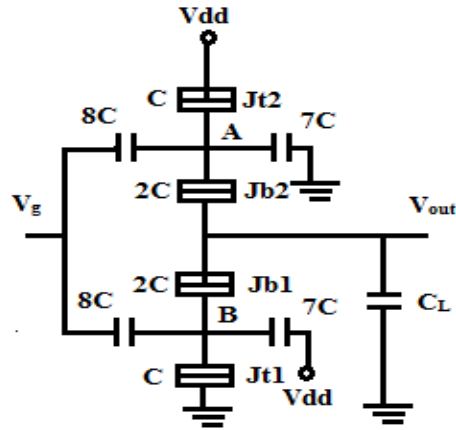 Vdd
C Jt2
8C A 7C
2C Jb2
Vg Vout
2C Jb1
8C B 7C CL
C Jt1 Vdd